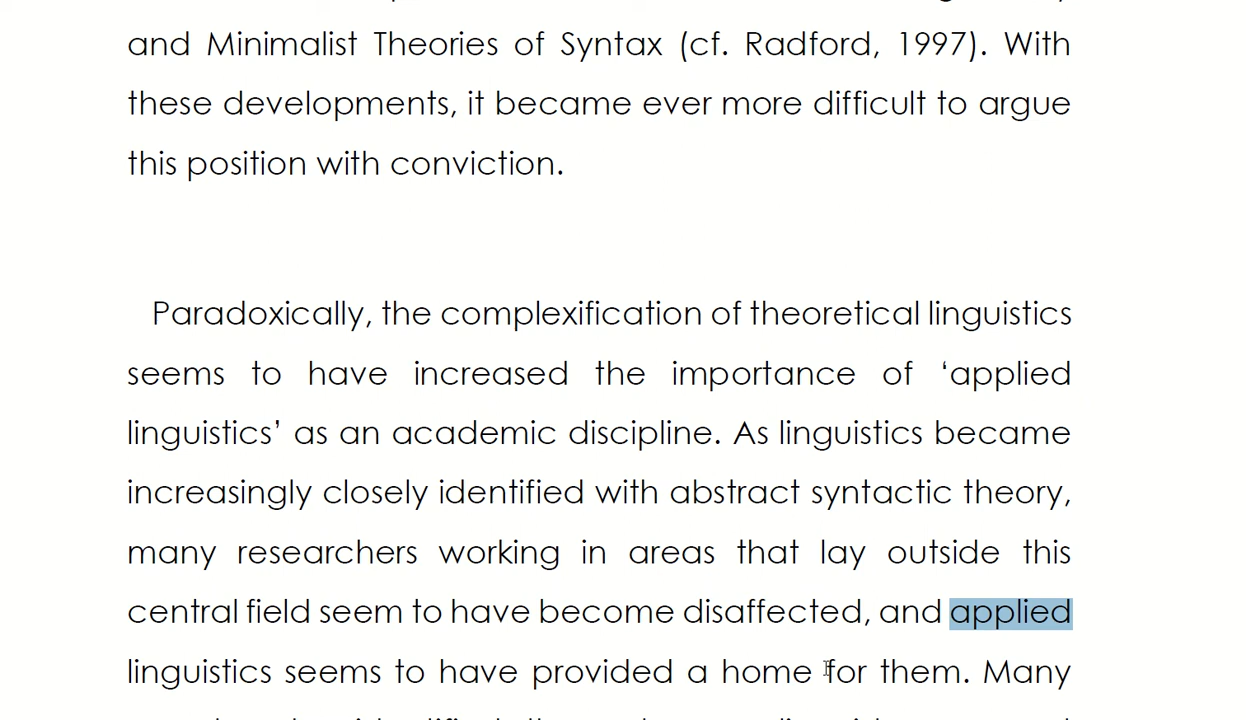 and Minimalist Theories of Syntax (cf. Radford, 1997). With
these developments, it became ever more difficult to argue
this position with conviction.
Paradoxically, the complexification of theoretical linguistics
seems to have increased the importance of ‘applied
linguistics’ as an academic discipline. As linguistics became
increasingly closely identified with abstract syntactic theory,
many researchers working in areas that lay outside this
central field seem to have become disaffected, and applied
linguistics seems to have provided a home for them. Many